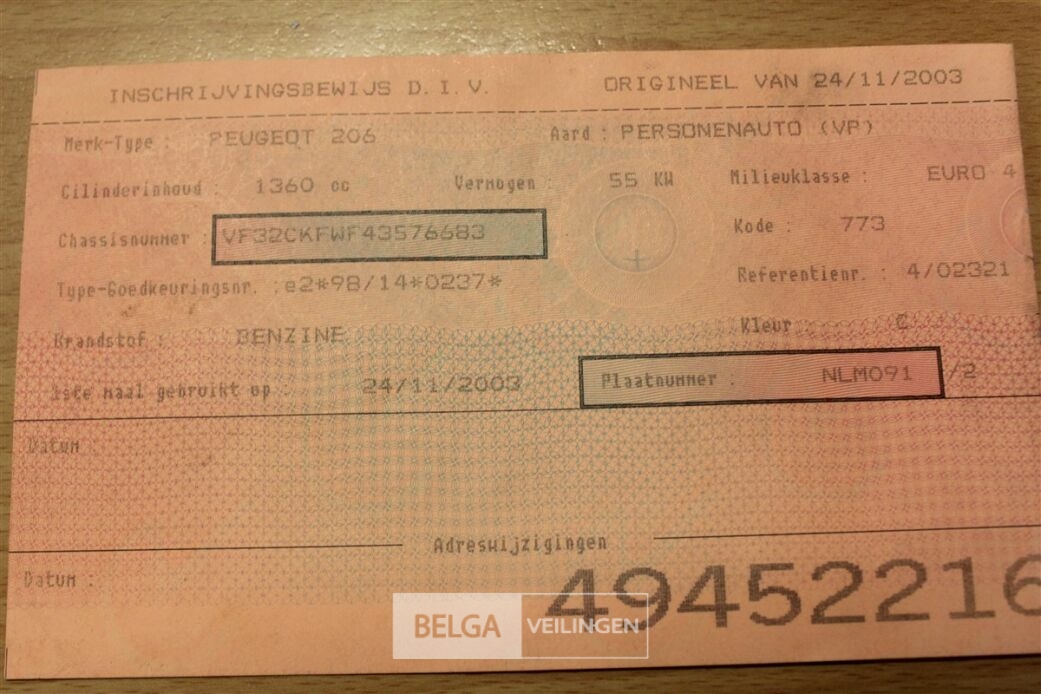 INSCHRIJVINGSBEWIJS D.I.V. ORIGINEEL VAN 24/11/2003
Merk-Type : PEUGEOT 206 Aard : PERSONENAUTO (VP)
Cilinderinhoud : 1360 cc Vermogen : 55 KW Milieuklasse : EURO 4
Chassisnummer : VF32CKFWF43576683 Kode : 773
Type-Goedkeuringsnr. :e2*98/14*0237* Referentienr. : 4/02321
Brandstof : BENZINE Kleur : C
1ste maal gebruikt op : 24/11/2003 Plaatnummer : NLM091 /2
Datum
Adreswijzigingen
Datum :
49452216
BELGA VEILINGEN